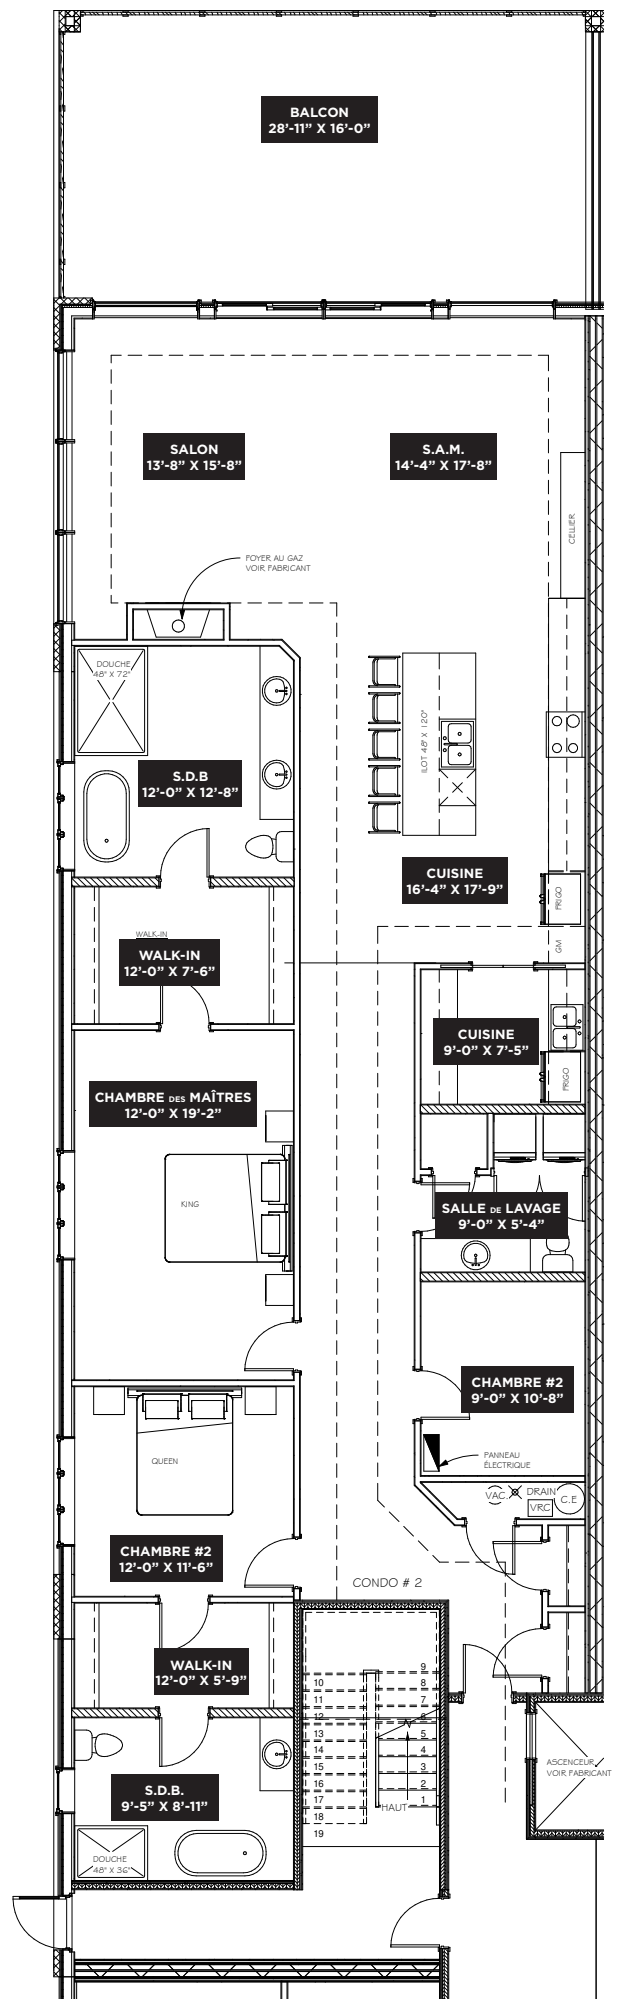 BALCON
28'-11" X 16'-0"
SALON
13'-8" X 15'-8"
S.A.M.
14'-4" X 17'-8"
CELLIER
FOYER AU GAZ
VOIR FABRICANT
DOUCHE
48" X 72"
ILOT 48" X 120"
S.D.B
12'-0" X 12'-8"
CUISINE
16'-4" X 17'-9"
FRIGO
WALK-IN
WALK-IN
12'-0" X 7'-6"
GM
CUISINE
9'-0" X 7'-5"
FRIGO
CHAMBRE DES MAÎTRES
12'-0" X 19'-2"
KING
SALLE DE LAVAGE
9'-0" X 5'-4"
CHAMBRE #2
9'-0" X 10'-8"
QUEEN
PANNEAU
ÉLECTRIQUE
VAC.
DRAIN
VRC
C.E
CHAMBRE #2
12'-0" X 11'-6"
CONDO # 2
WALK-IN
12'-0" X 5'-9"
9
10
8
11
7
12
6
13
5
14
4
15
3
16
2
17
1
HAUT
18
19
ASCENCEUR
VOIR FABRICANT
S.D.B.
9'-5" X 8'-11"
DOUCHE
48" X 36"